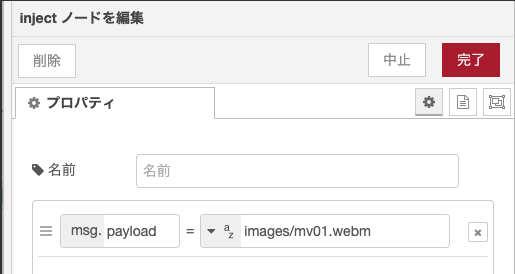 inject ノードを編集
削除
中止
完了
プロパティ
名前
名前
msg. payload = az images/mv01.webm